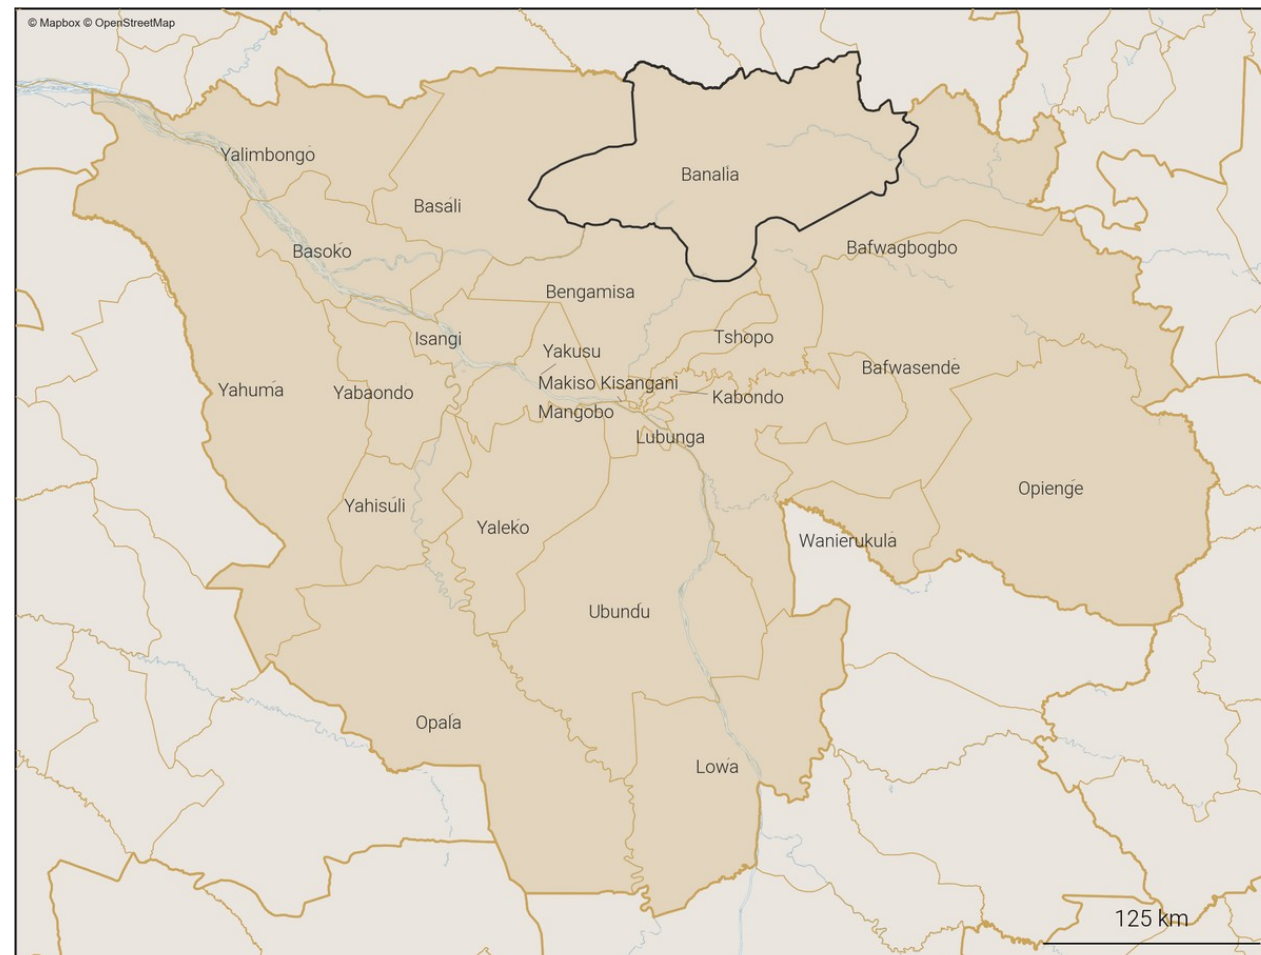 © Mapbox © OpenStreetMap
Yalimbongo
Banalia
Basali
Basoko
Bafwagbogbo
Bengamisa
Isangi
Tshopo
Yakusu
Bafwasende
Yahuma
Yabaondo
Makiso Kisangani
Kabondo
Mangobo
Lubunga
Opienge
Yahisuli
Yaleko
Wanierukula
Ubundu
Opala
Lowa
125 km